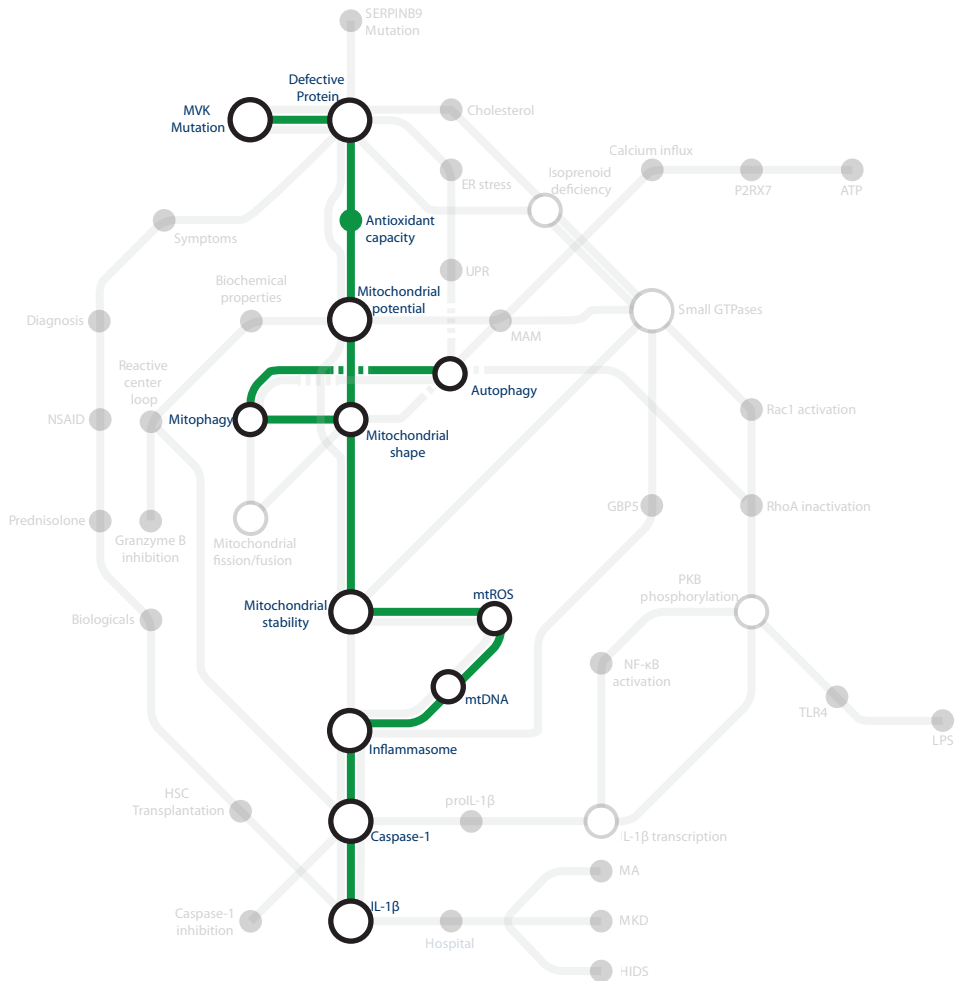 SERPINB9
Mutation
Defective
Protein
MVK
Mutation
Cholesterol
Calcium influx
Isoprenoid
deficiency
ER stress
P2RX7
ATP
Antioxidant
capacity
Symptoms
UPR
Biochemical
properties
Mitochondrial
potential
Small GTPases
Diagnosis
MAM
Reactive
center
loop
Autophagy
Rac1 activation
NSAID
Mitophagy
Mitochondrial
shape
GBP5
RhoA inactivation
Prednisolone
Granzyme B
inhibition
Mitochondrial
fission/fusion
PKB
phosphorylation
mtROS
Mitochondrial
stability
Biologicals
NF-κB
activation
mtDNA
TLR4
LPS
Inflammasome
HSC
Transplantation
proIL-1β
Caspase-1
IL-1β transcription
MA
IL-1β
Caspase-1
inhibition
Hospital
MKD
HIDS